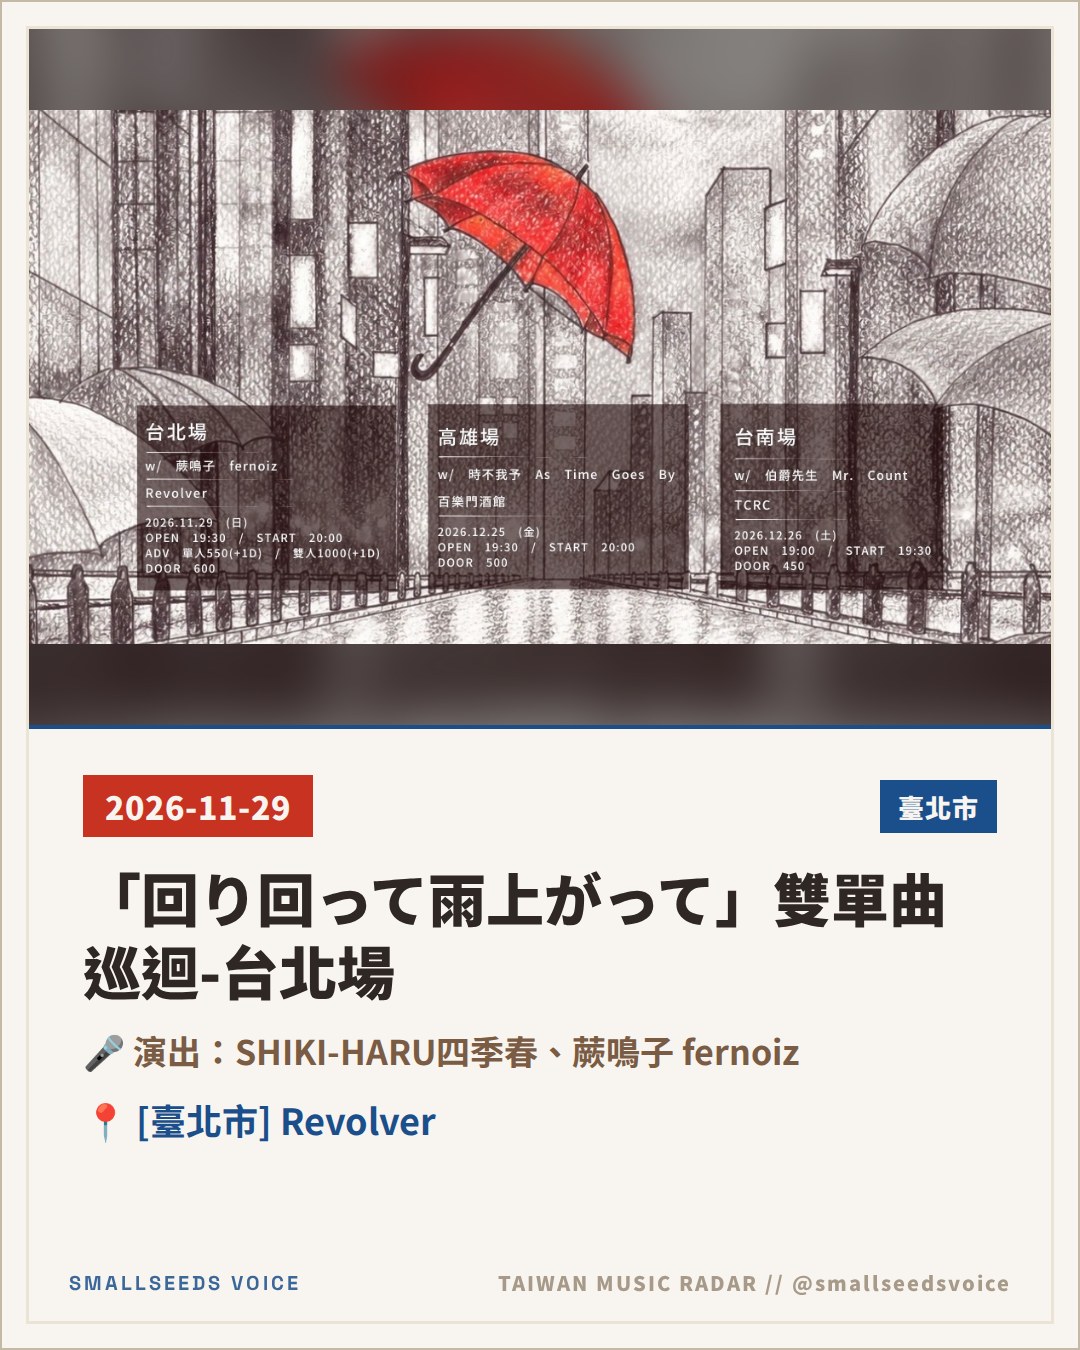 台北場
w/ 蕨鳴子 fernoiz
Revolver
2026.11.29 (日)
OPEN 19:30 / START 20:00
ADV 單人550(+1D) / 雙人1000(+1D)
DOOR 600
高雄場
w/ 時不我予 As Time Goes By
百樂門酒館
2026.12.25 (金)
OPEN 19:30 / START 20:00
DOOR 500
台南場
w/ 伯爵先生 Mr. Count
TCRC
2026.12.26 (土)
OPEN 19:00 / START 19:30
DOOR 450
2026-11-29
臺北市
「回り回って雨上がって」雙單曲
巡迴-台北場
演出：SHIKI-HARU四季春、蕨鳴子 fernoiz
[臺北市] Revolver
SMALLSEEDS VOICE
TAIWAN MUSIC RADAR // @smallseedsvoice